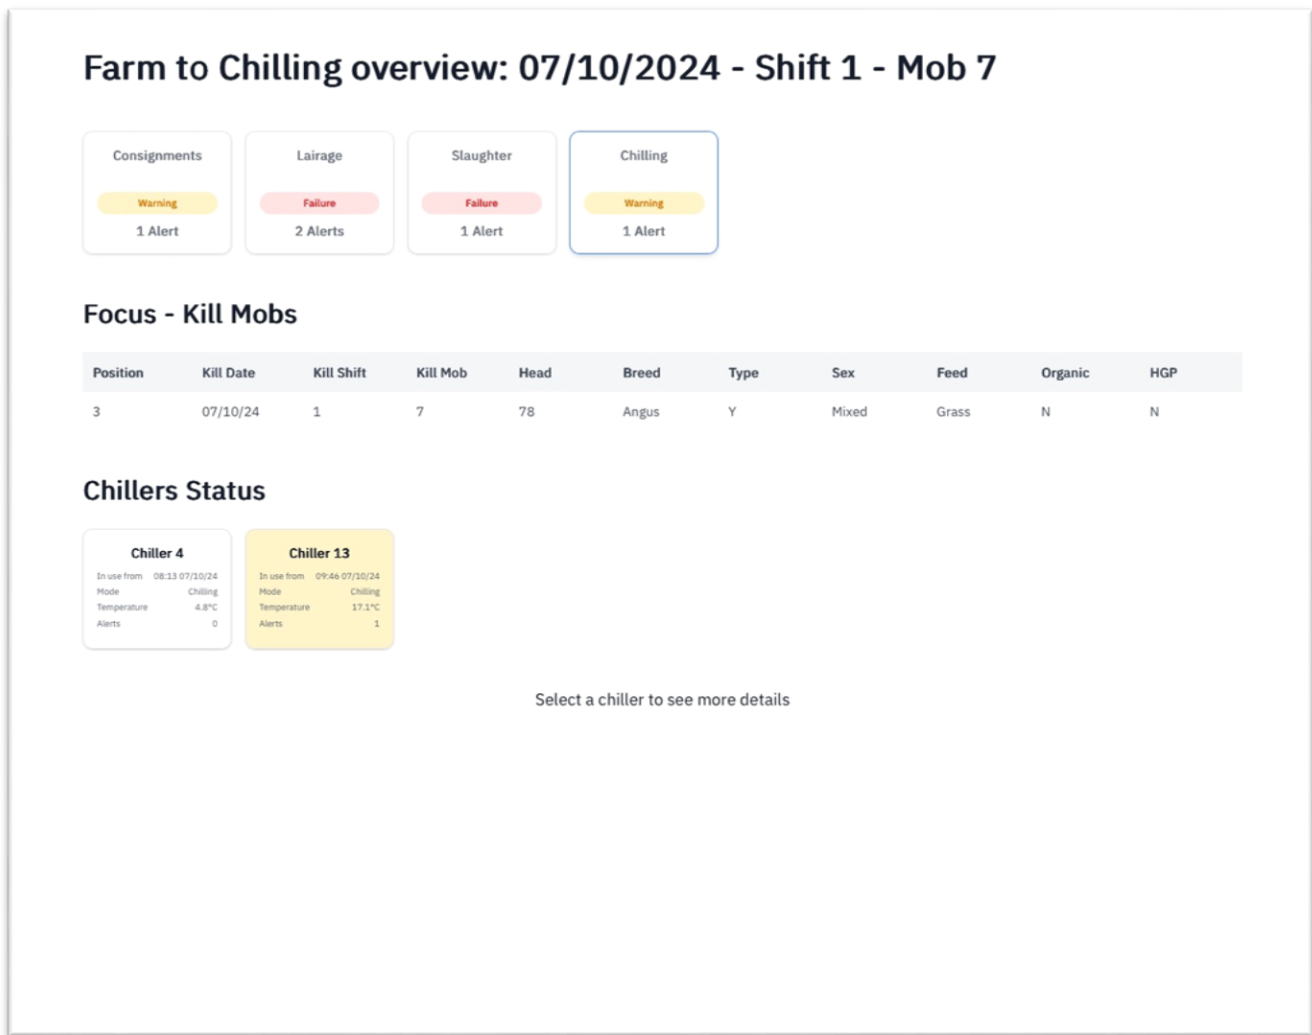 Farm to Chilling overview: 07/10/2024 - Shift 1 - Mob 7
Consignments Lairage Slaughter Chilling
Warning Failure Failure Warning
1 Alert 2 Alerts 1 Alert 1 Alert
Focus - Kill Mobs
Position Kill Date Kill Shift Kill Mob Head Breed Type Sex Feed Organic HGP
3 07/10/24 1 7 78 Angus Y Mixed Grass N N
Chillers Status
Chiller 4 Chiller 13
In use from 08:13 07/10/24 In use from 09:46 07/10/24
Mode Chilling Mode Chilling
Temperature 4.8°C Temperature 17.1°C
Alerts 0 Alerts 1
Select a chiller to see more details